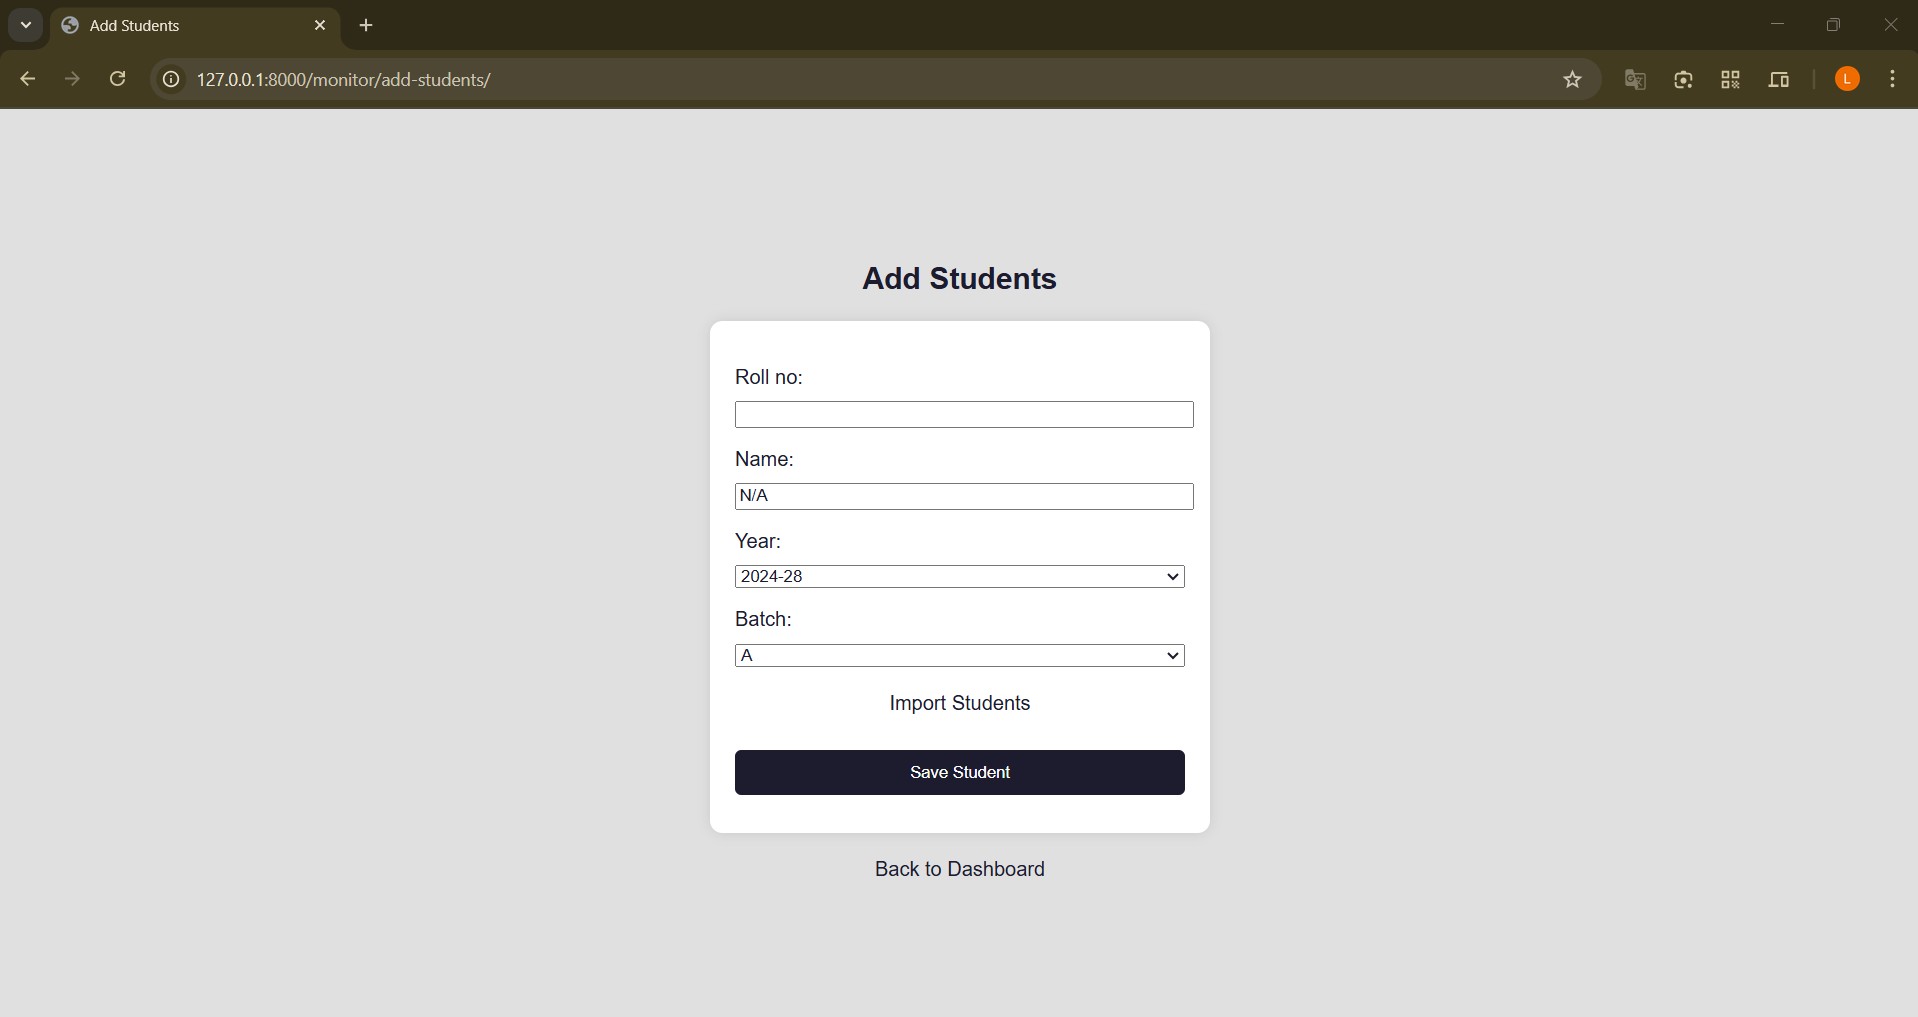 Add Students
127.0.0.1:8000/monitor/add-students/
L
Add Students
Roll no:
Name:
N/A
Year:
2024-28
Batch:
A
Import Students
Save Student
Back to Dashboard